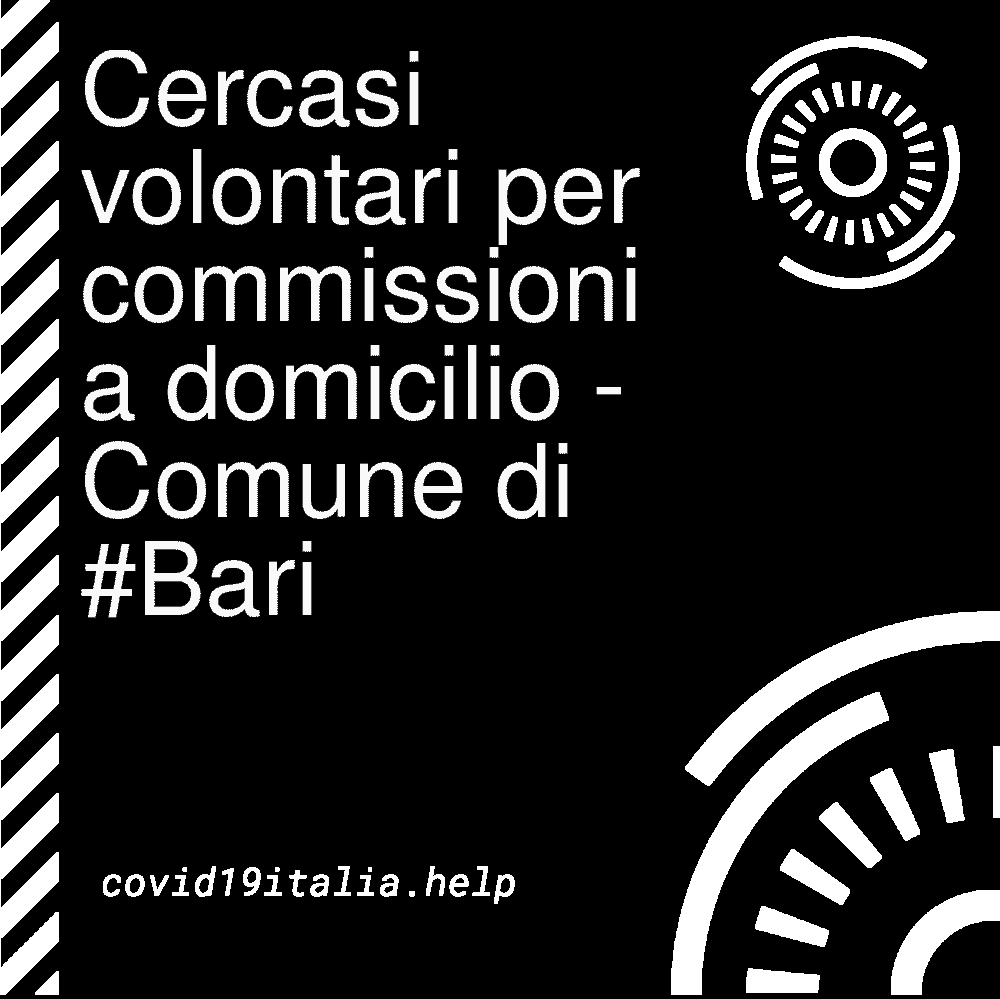 Cercasi
volontari per
commissioni
a domicilio -
Comune di
#Bari
covid19italia.help